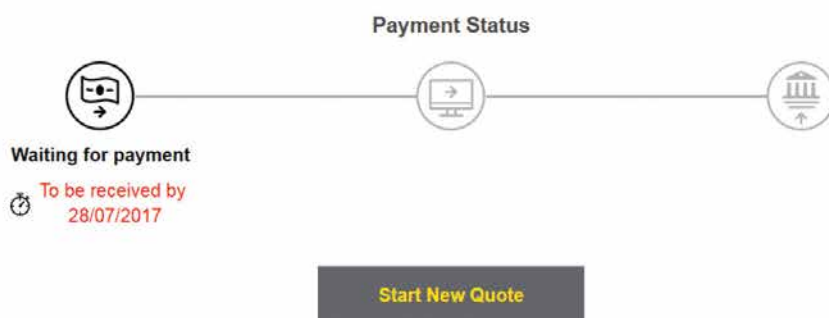 Payment Status
Waiting for payment
To be received by
28/07/2017
Start New Quote